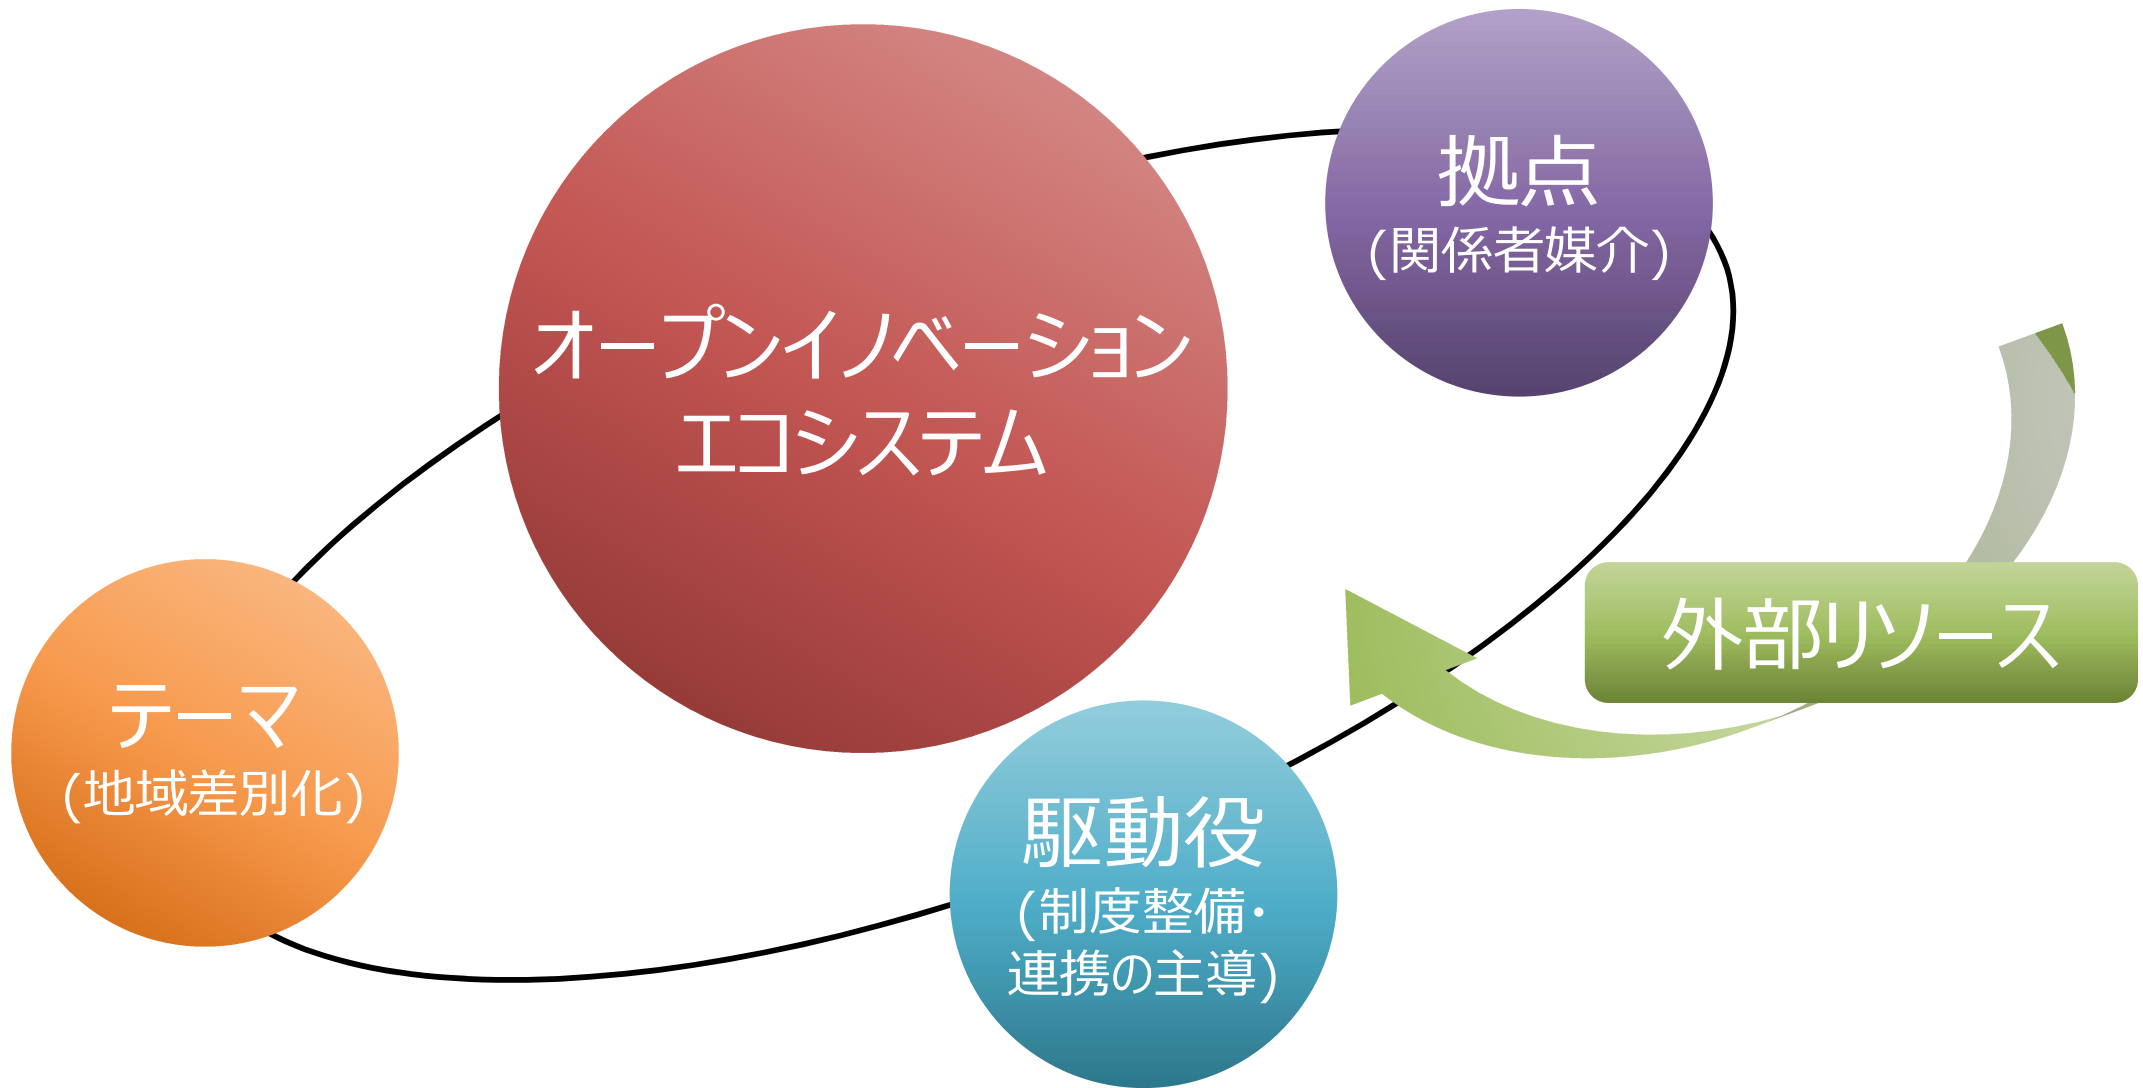 オープンイノベーション
エコシステム
拠点
(関係者媒介)
外部リソース
テーマ
(地域差別化)
駆動役
(制度整備・
連携の主導)